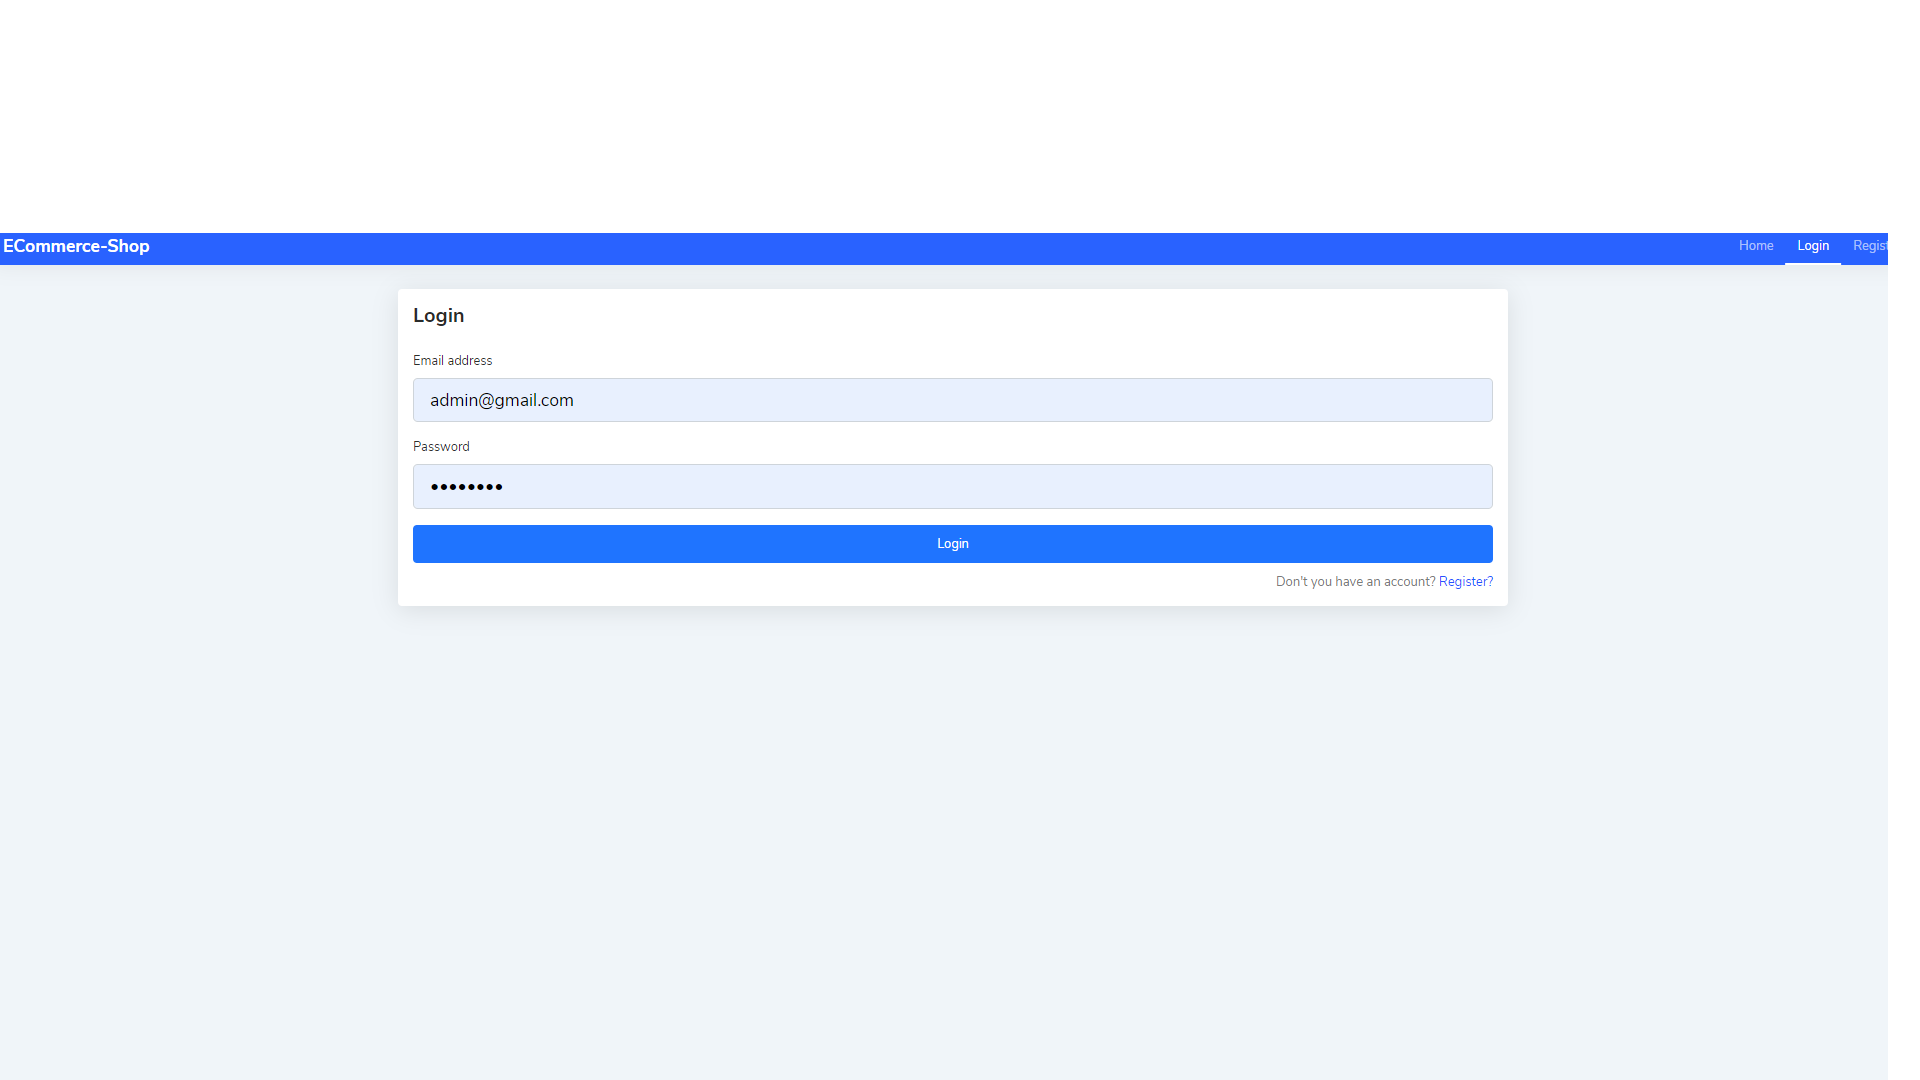 ECommerce-Shop
Home Login Regist
Login
Email address
admin@gmail.com
Password
••••••••
Login
Don't you have an account? Register?